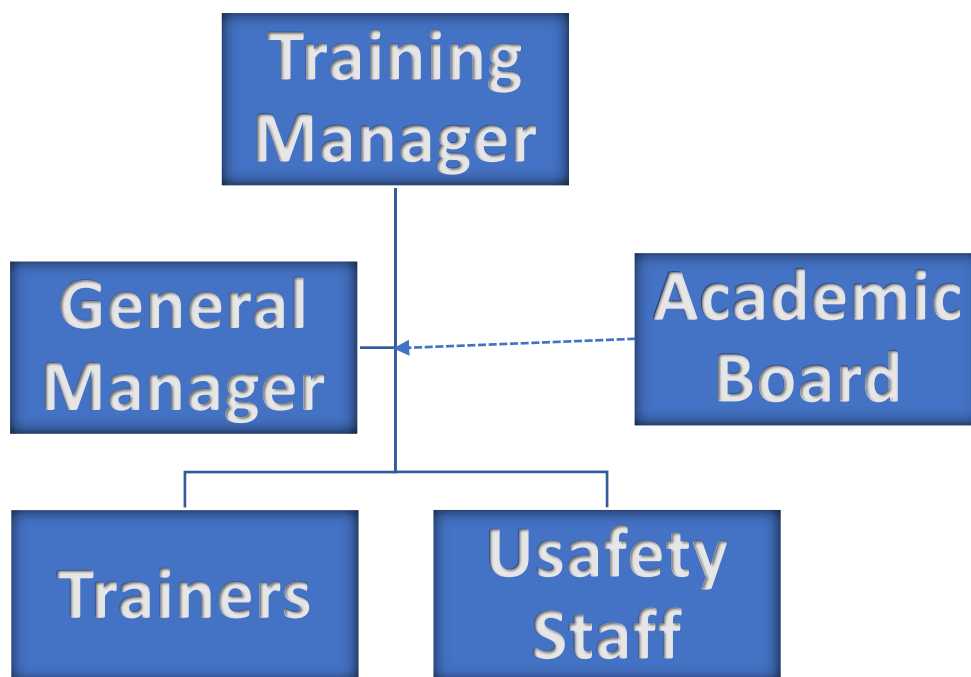 Training
Manager
General
Manager
Academic
Board
Trainers
Usafety
Staff